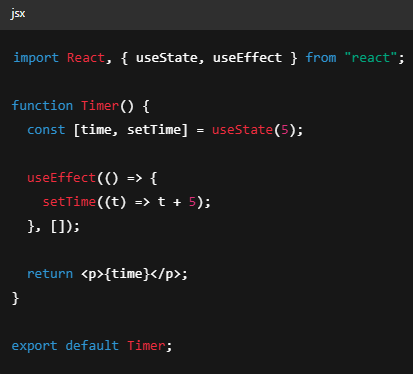 jsx
import React, { useState, useEffect } from "react";
function Timer() {
const [time, setTime] = useState(5);
useEffect(() => {
setTime((t) => t + 5);
}, []);
return <p>{time}</p>;
}
export default Timer;